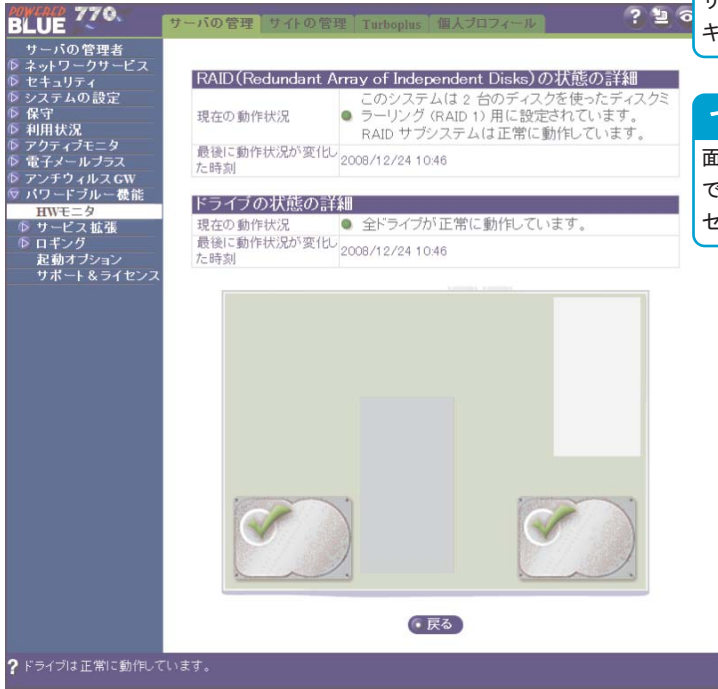 POWERED
BLUE 770
サーバの管理 サイトの管理 Turboplus 個人プロフィール
サーバの管理者
ネットワークサービス
セキュリティ
システムの設定
保守
利用状況
アクティブモニタ
電子メールプラス
アンチウィルスGW
パワードブルー機能
HWモニタ
サービス拡張
ロギング
起動オプション
サポート&ライセンス
RAID(Redundant Array of Independent Disks)の状態の詳細
現在の動作状況
このシステムは 2 台のディスクを使ったディスクミ
ラーリング (RAID 1) 用に設定されています。
RAID サブシステムは正常に動作しています。
最後に動作状況が変化し
た時刻
2008/12/24 10:46
ドライブの状態の詳細
現在の動作状況
全ドライブが正常に動作しています。
最後に動作状況が変化し
た時刻
2008/12/24 10:46
戻る
? ドライブは正常に動作しています。
キ
面
で
セ